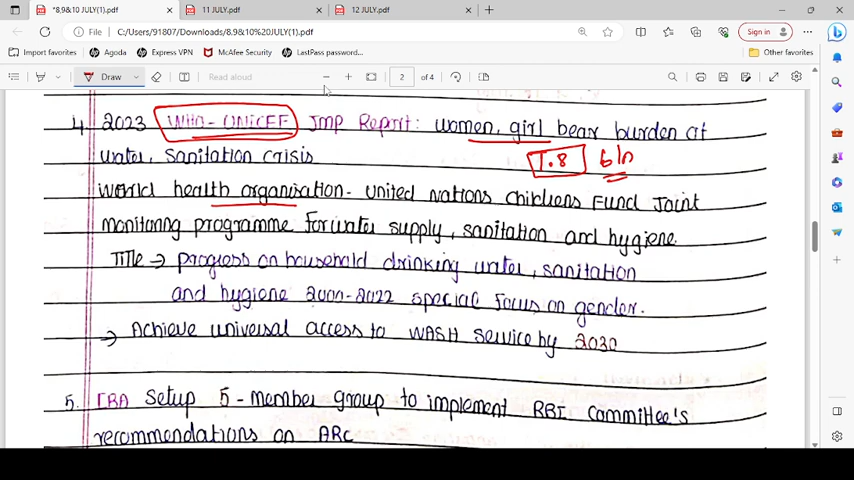 *8,9&10 JULY(1).pdf
11 JULY.pdf
12 JULY.pdf
File
C:/Users/91807/Downloads/8,9&10%20JULY(1).pdf
Sign in
Import favorites
Agoda
Express VPN
McAfee Security
LastPass password...
Other favorites
Draw
Read aloud
2
of 4
4 2023 WHO-UNICEF JMP Report: women, girl bear burden of
water, sanitation crisis
1.8 bln
World health organisation - united nations childrens Fund Joint
monitoring programme for water supply, sanitation and hygiene.
Title → progress on household drinking water, sanitation
and hygiene 2000-2022 special focus on gender.
→ Achieve universal access to WASH service by 2030
5. IBA setup 5-member group to implement RBI committee's
recommendations on ARC